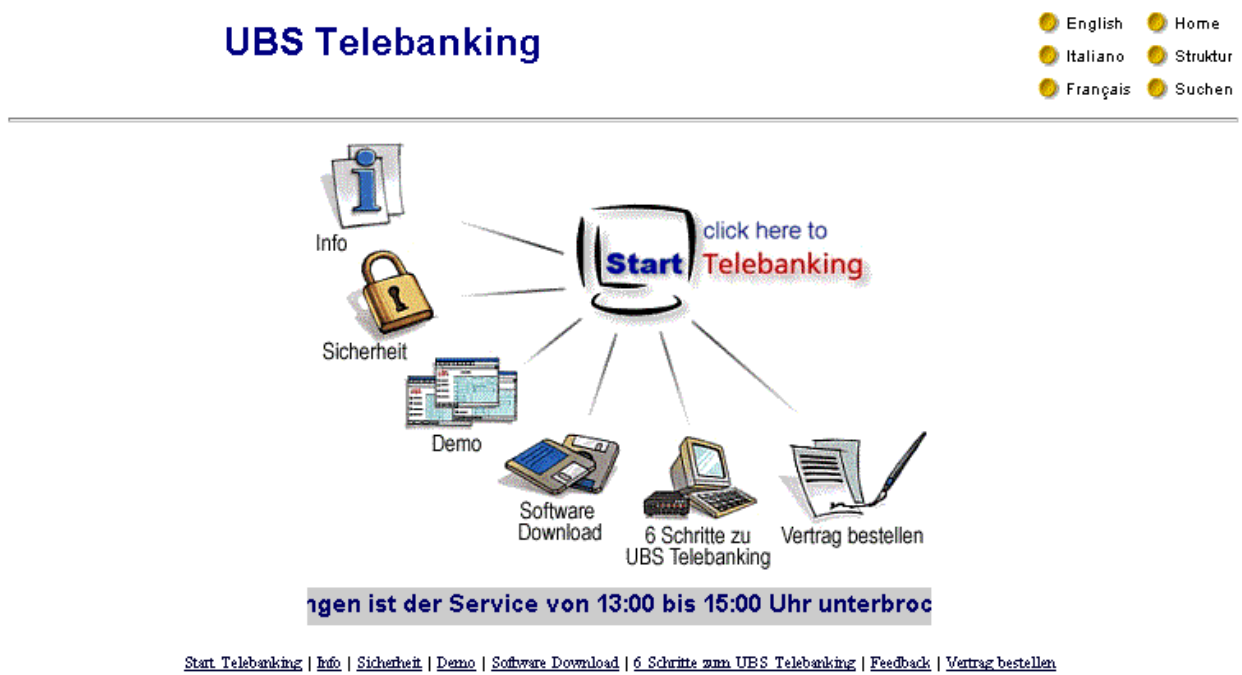 UBS Telebanking
English Home
Italiano Struktur
Français Suchen
click here to
Start Telebanking
Info
Sicherheit
Demo
Software
Download
6 Schritte zu
UBS Telebanking
Vertrag bestellen
ngen ist der Service von 13:00 bis 15:00 Uhr unterbroc
Start Telebanking | Info | Sicherheit | Demo | Software Download | 6 Schritte zum UBS Telebanking | Feedback | Vertrag bestellen